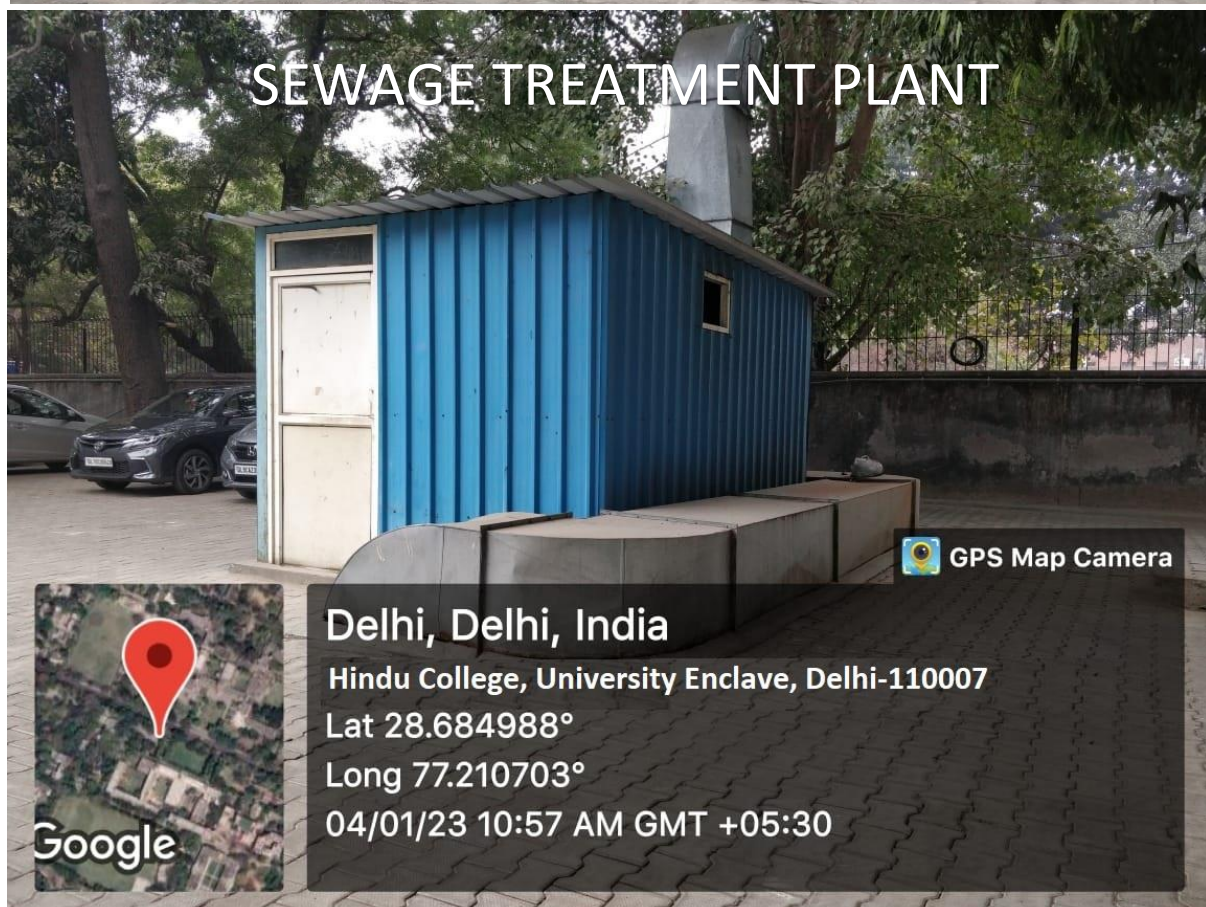 SEWAGE TREATMENT PLANT
GPS Map Camera
Delhi, Delhi, India
Hindu College, University Enclave, Delhi-110007
Lat 28.684988°
Long 77.210703°
04/01/23 10:57 AM GMT +05:30
Google